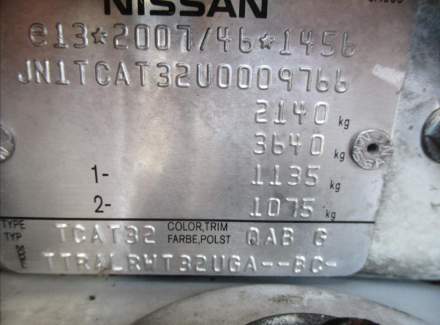 NISSAN
e13*2007/46*1456
JN1TCAT32U0009766
2140 kg
3640 kg
1- 1135 kg
2- 1075 kg
TYPE TYP TCAT32 COLOR,TRIM FARBE,POLST QAB G
MODEL TTRALRWT32UGA--BC-